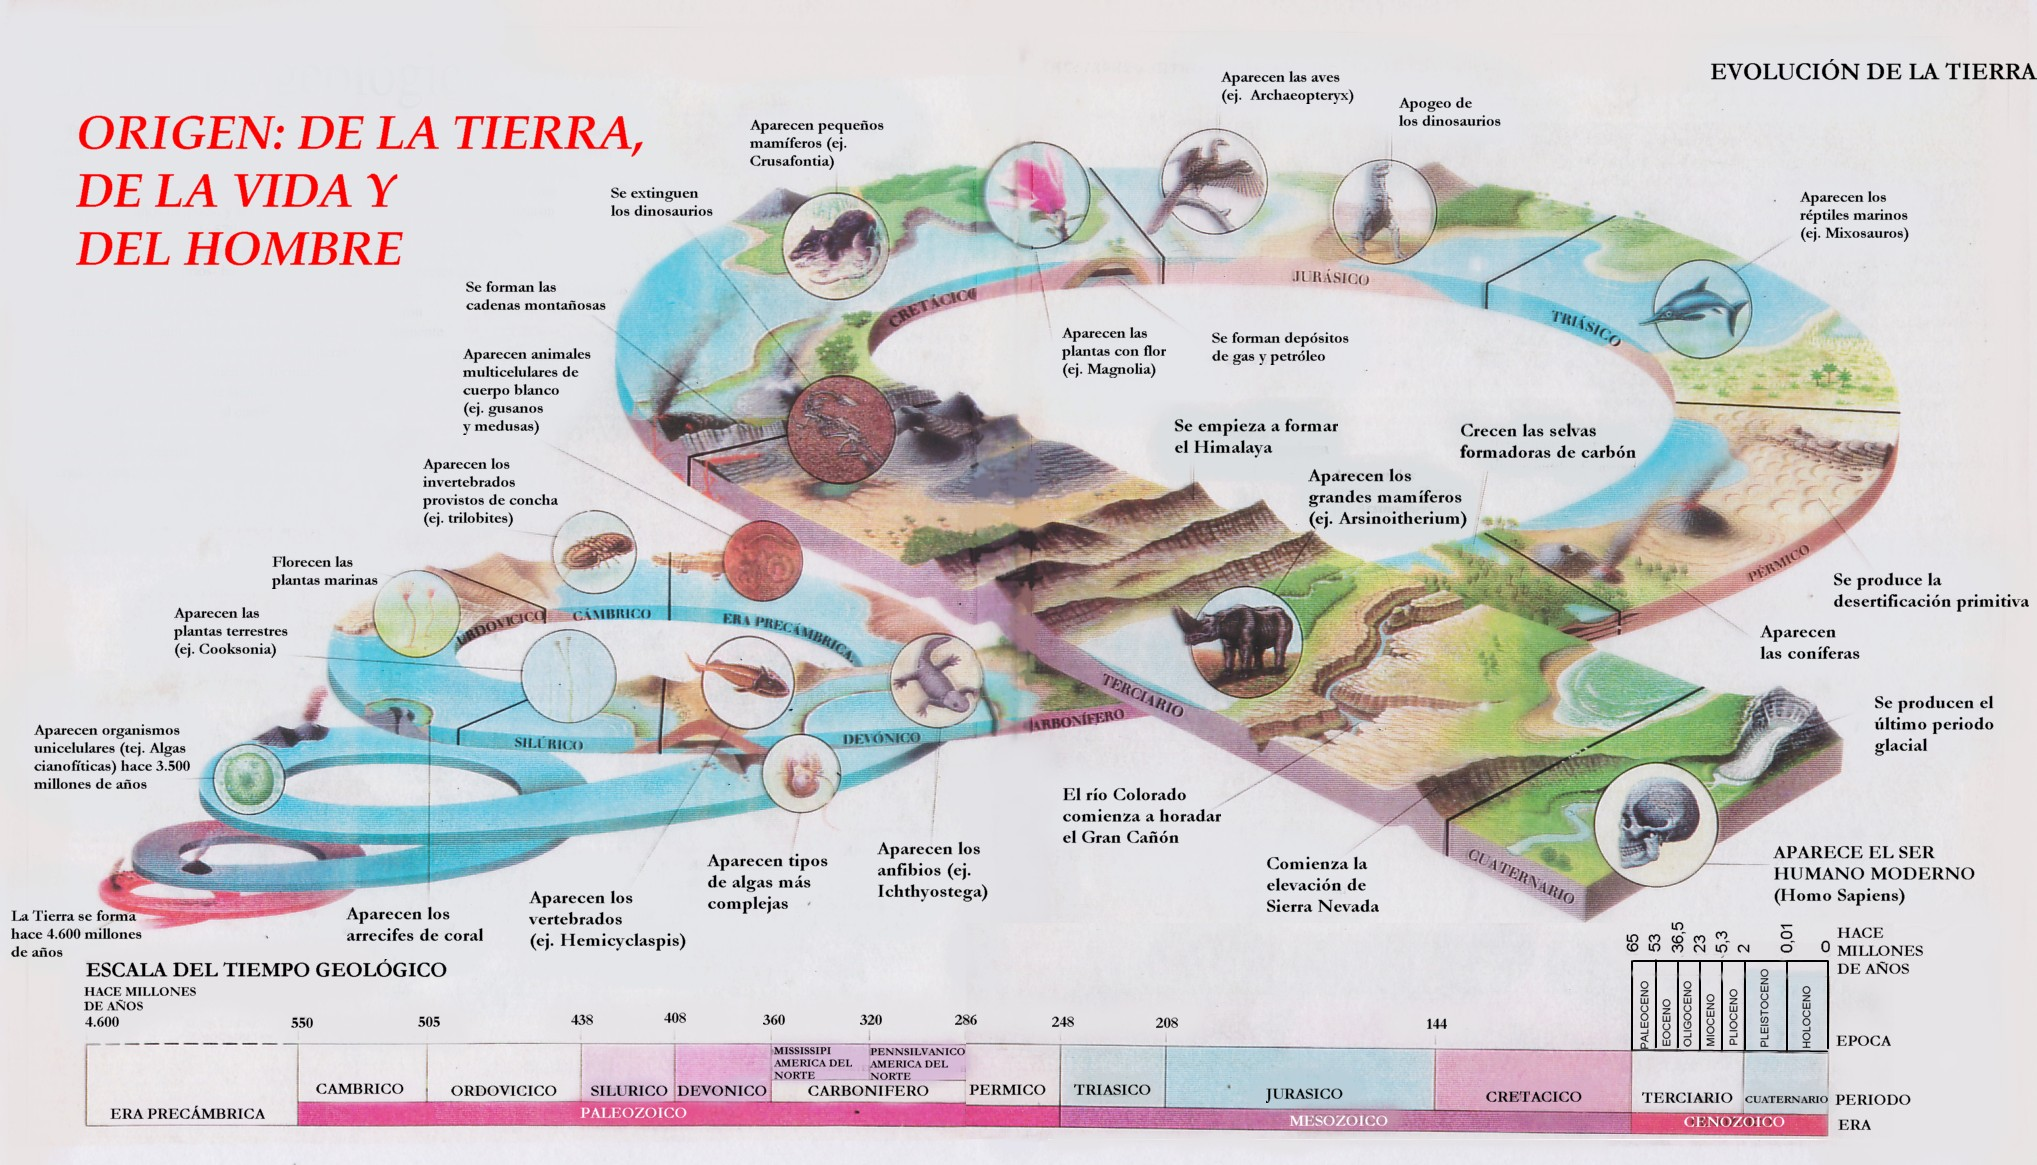 EVOLUCIÓN DE LA TIERRA
ORIGEN: DE LA TIERRA,
DE LA VIDA Y
DEL HOMBRE
Aparecen las aves
(ej. Archaeopteryx)
Apogeo de
los dinosaurios
Aparecen pequeños
mamíferos (ej.
Crusafontia)
Se extinguen
los dinosaurios
Aparecen los
réptiles marinos
(ej. Mixosauros)
Se forman las
cadenas montañosas
CRETÁCICO
JURÁSICO
TRIÁSICO
Aparecen las
plantas con flor
(ej. Magnolia)
Se forman depósitos
de gas y petróleo
Aparecen animales
multicelulares de
cuerpo blanco
(ej. gusanos
y medusas)
Se empieza a formar
el Himalaya
Crecen las selvas
formadoras de carbón
Aparecen los
grandes mamíferos
(ej. Arsinoitherium)
Aparecen los
invertebrados
provistos de concha
(ej. trilobites)
Florecen las
plantas marinas
PÉRMICO
Se produce la
desertificación primitiva
Aparecen las
plantas terrestres
(ej. Cooksonia)
URDOVICICO
CÁMBRICO
ERA PRECÁMBRICA
Aparecen
las coníferas
TERCIARIO
ARBONÍFERO
DEVÓNICO
SILÚRICO
Se producen el
último periodo
glacial
Aparecen organismos
unicelulares (tej. Algas
cianofíticas) hace 3.500
millones de años
El río Colorado
comienza a horadar
el Gran Cañón
Comienza la
elevación de
Sierra Nevada
CUATERNARIO
APARECE EL SER
HUMANO MODERNO
(Homo Sapiens)
Aparecen los
anfibios (ej.
Ichthyostega)
Aparecen tipos
de algas más
complejas
Aparecen los
vertebrados
(ej. Hemicyclaspis)
Aparecen los
arrecifes de coral
La Tierra se forma
hace 4.600 millones
de años
ESCALA DEL TIEMPO GEOLÓGICO
HACE MILLONES
DE AÑOS
4.600 550 505 438 408 360 320 286 248 208 144
65 53 36,5 23 5,3 2 0,01 0
HACE
MILLONES
DE AÑOS
PALEOCENO EOCENO OLIGOCENO MIOCENO PLIOCENO PLEISTOCENO HOLOCENO
EPOCA
MISSISSIPI
AMERICA DEL
NORTE
PENNSILVANICO
AMERICA DEL
NORTE
ERA PRECÁMBRICA CAMBRICO ORDOVICICO SILURICO DEVONICO CARBONIFERO PERMICO TRIASICO JURASICO CRETACICO TERCIARIO CUATERNARIO PERIODO
PALEOZOICO MESOZOICO CENOZOICO ERA